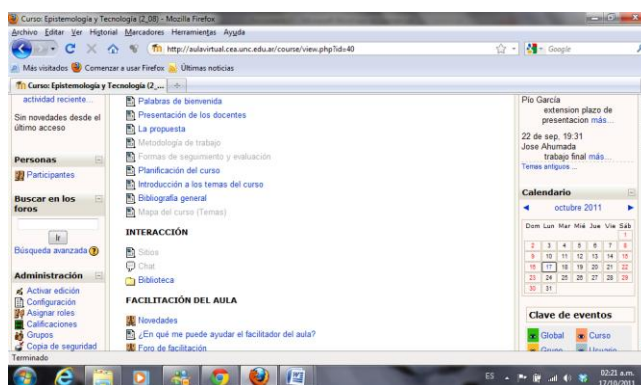 Curso: Epistemología y Tecnología (2_08) - Mozilla Firefox
Archivo Editar Ver Historial Marcadores Herramientas Ayuda
http://aulavirtual.cea.unc.edu.ar/course/view.php?id=40
Google
Más visitados Comenzar a usar Firefox Últimas noticias
Curso: Epistemología y Tecnología (2_...
actividad reciente...
Sin novedades desde el
último acceso
Personas
Participantes
Buscar en los
foros
Ir
Búsqueda avanzada
Administración
Activar edición
Configuración
Asignar roles
Calificaciones
Grupos
Copia de seguridad
Palabras de bienvenida
Presentación de los docentes
La propuesta
Metodología de trabajo
Formas de seguimiento y evaluación
Planificación del curso
Introducción a los temas del curso
Bibliografía general
Mapa del curso (Temas)
INTERACCIÓN
Sitios
Chat
Biblioteca
FACILITACIÓN DEL AULA
Novedades
¿En qué me puede ayudar el facilitador del aula?
Foro de facilitación
Pío García
extension plazo de
presentacion más...
22 de sep, 19:31
Jose Ahumada
trabajo final más...
Temas antiguos ...
Calendario
octubre 2011
Dom Lun Mar Mié Jue Vie Sáb
1
2 3 4 5 6 7 8
9 10 11 12 13 14 15
16 17 18 19 20 21 22
23 24 25 26 27 28 29
30 31
Clave de eventos
Global Curso
Grupo Usuario
Terminado
ES
02:21 a.m.
17/10/2011